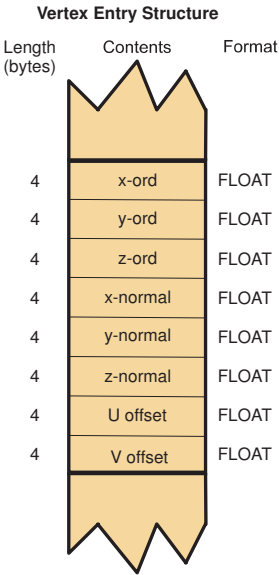 Vertex Entry Structure
Length Contents Format
(bytes)
4 x-ord FLOAT
4 y-ord FLOAT
4 z-ord FLOAT
4 x-normal FLOAT
4 y-normal FLOAT
4 z-normal FLOAT
4 U offset FLOAT
4 V offset FLOAT